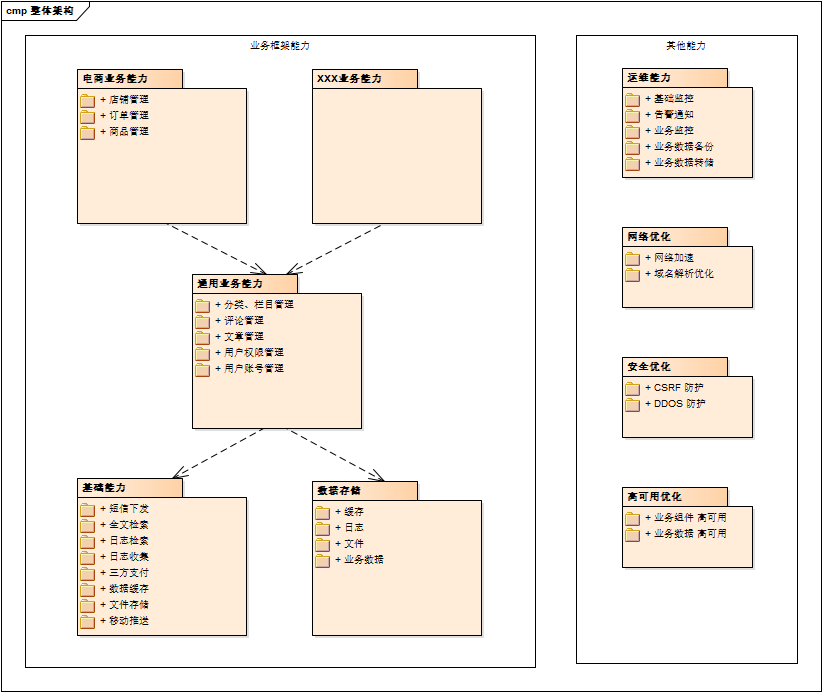 cmp 整体架构
业务框架能力
电商业务能力
+ 店铺管理
+ 订单管理
+ 商品管理
XXX业务能力
通用业务能力
+ 分类、栏目管理
+ 评论管理
+ 文章管理
+ 用户权限管理
+ 用户账号管理
基础能力
+ 短信下发
+ 全文检索
+ 日志检索
+ 日志收集
+ 三方支付
+ 数据缓存
+ 文件存储
+ 移动推送
数据存储
+ 缓存
+ 日志
+ 文件
+ 业务数据
其他能力
运维能力
+ 基础监控
+ 告警通知
+ 业务监控
+ 业务数据备份
+ 业务数据转储
网络优化
+ 网络加速
+ 域名解析优化
安全优化
+ CSRF 防护
+ DDOS 防护
高可用优化
+ 业务组件 高可用
+ 业务数据 高可用